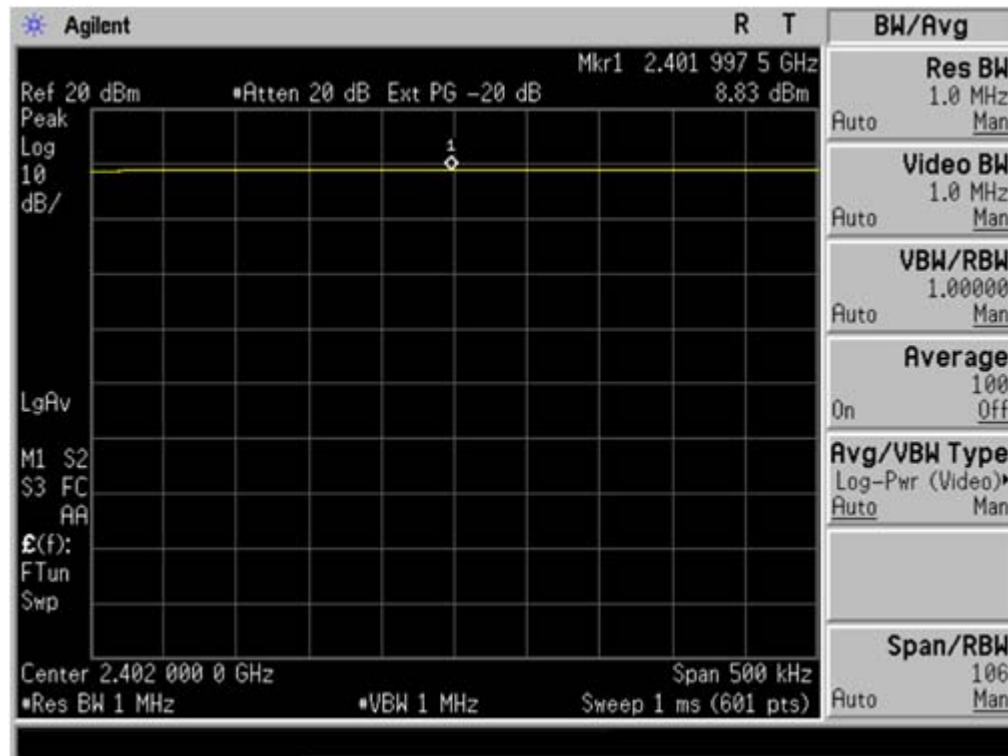 Agilent R T
Mkr1 2.401 997 5 GHz
Ref 20 dBm #Atten 20 dB Ext PG -20 dB 8.83 dBm
Peak
Log
10
dB/
1
LgAv
M1 S2
S3 FC
AA
£(f):
FTun
Swp
Center 2.402 000 0 GHz Span 500 kHz
#Res BW 1 MHz #VBW 1 MHz Sweep 1 ms (601 pts)
BW/Avg
Res BW
1.0 MHz
Auto Man
Video BW
1.0 MHz
Auto Man
VBW/RBW
1.00000
Auto Man
Average
100
On Off
Avg/VBW Type
Log-Pwr (Video)▸
Auto Man
Span/RBW
106
Auto Man